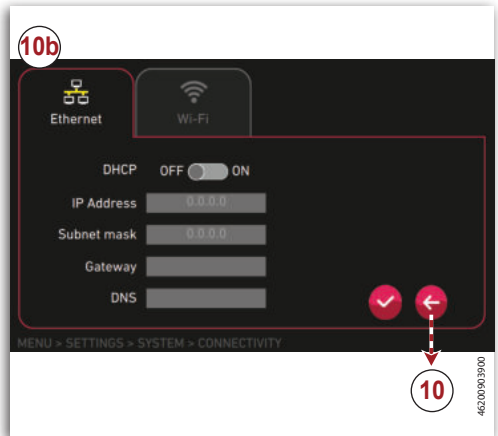 10b
Ethernet
Wi-Fi
DHCP OFF ON
IP Address 0.0.0.0
Subnet mask 0.0.0.0
Gateway
DNS
MENU > SETTINGS > SYSTEM > CONNECTIVITY
10
46200903900